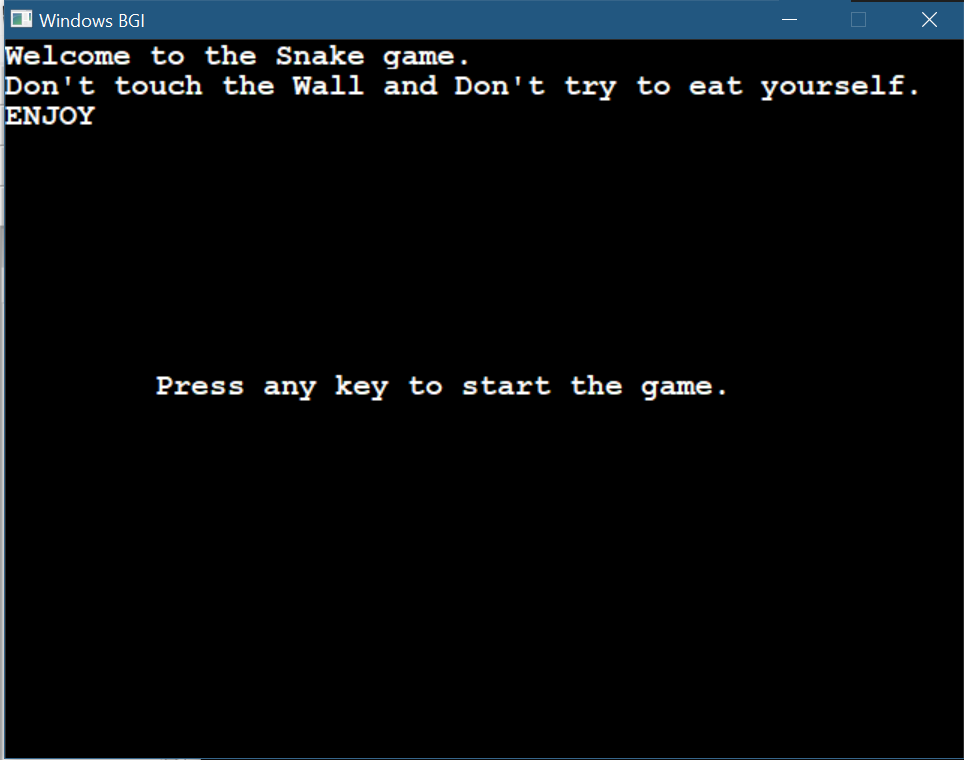 Windows BGI
Welcome to the Snake game.
Don't touch the Wall and Don't try to eat yourself.
ENJOY
Press any key to start the game.